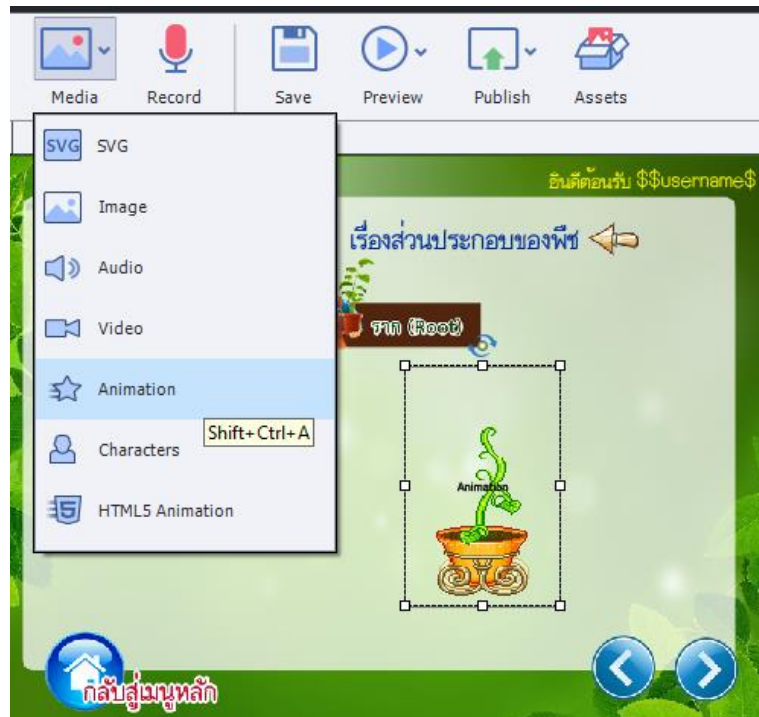 Media Record Save Preview Publish Assets
SVG SVG
Image
Audio
Video
Animation
Shift+Ctrl+A
Characters
HTML5 Animation
ยินดีต้อนรับ $$username$
เรื่องส่วนประกอบของพืช
ราก (Root)
Animation
กลับสู่เมนูหลัก